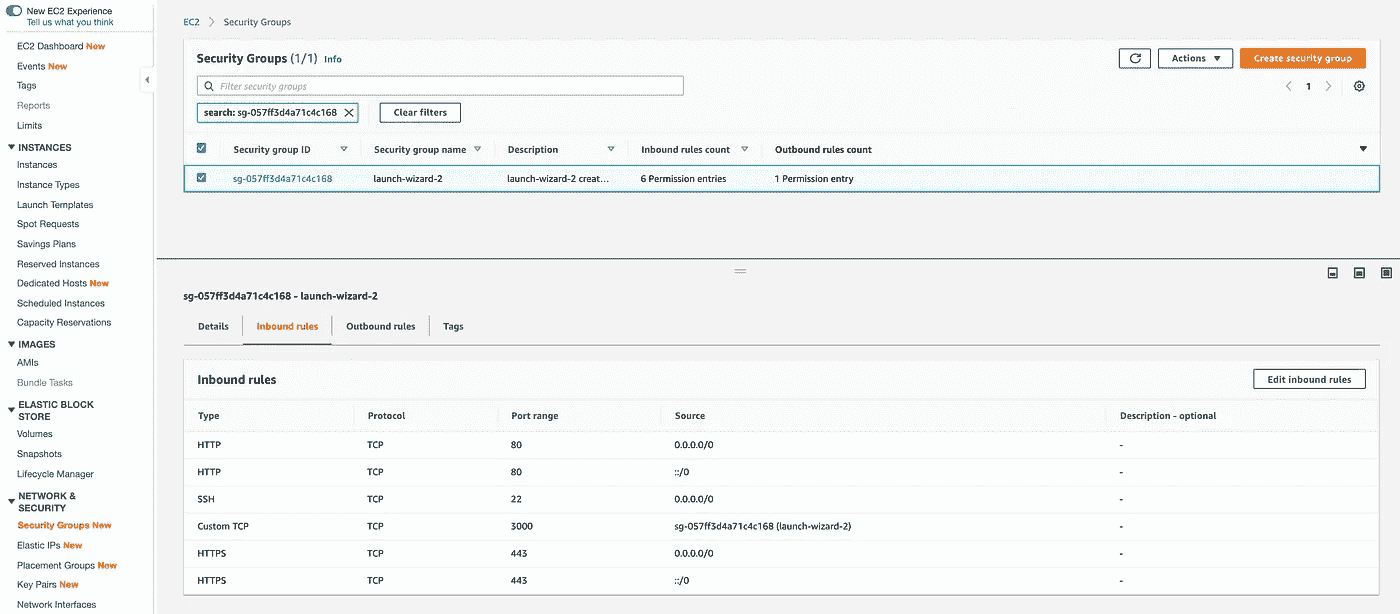 New EC2 Experience
Tell us what you think
EC2 Dashboard New
Events New
Tags
Reports
Limits
INSTANCES
Instances
Instance Types
Launch Templates
Spot Requests
Savings Plans
Reserved Instances
Dedicated Hosts New
Scheduled Instances
Capacity Reservations
IMAGES
AMIs
Bundle Tasks
ELASTIC BLOCK
STORE
Volumes
Snapshots
Lifecycle Manager
NETWORK &
SECURITY
Security Groups New
Elastic IPs New
Placement Groups New
Key Pairs New
Network Interfaces
EC2 > Security Groups
Security Groups (1/1) Info
Actions
Create security group
Filter security groups
1
search: sg-057ff3d4a71c4c168
Clear filters
Security group ID Security group name Description Inbound rules count Outbound rules count
sg-057ff3d4a71c4c168 launch-wizard-2 launch-wizard-2 creat... 6 Permission entries 1 Permission entry
sg-057ff3d4a71c4c168 - launch-wizard-2
Details Inbound rules Outbound rules Tags
Inbound rules
Edit inbound rules
Type Protocol Port range Source Description - optional
HTTP TCP 80 0.0.0.0/0 -
HTTP TCP 80 ::/0 -
SSH TCP 22 0.0.0.0/0 -
Custom TCP TCP 3000 sg-057ff3d4a71c4c168 (launch-wizard-2) -
HTTPS TCP 443 0.0.0.0/0 -
HTTPS TCP 443 ::/0 -